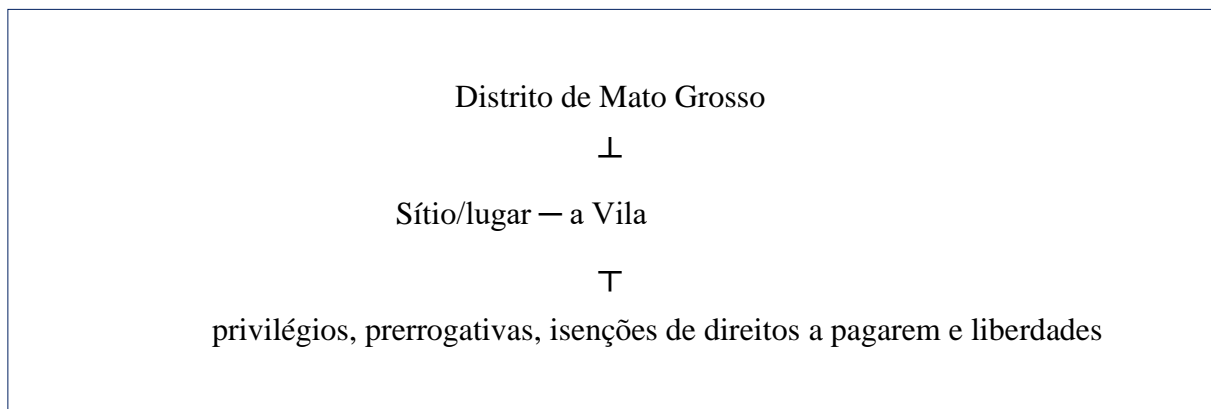 Distrito de Mato Grosso
⊥
Sítio/lugar ─ a Vila
┬
privilégios, prerrogativas, isenções de direitos a pagarem e liberdades